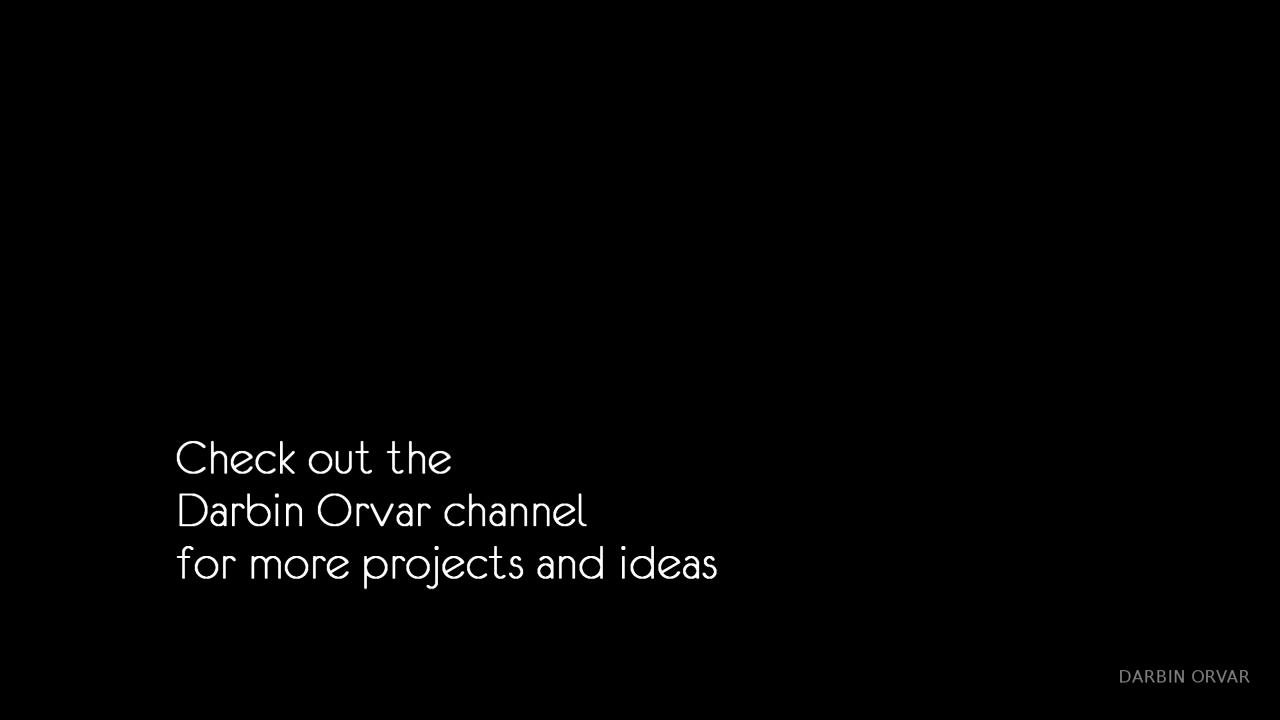 Check out the
Darbin Orvar channel
for more projects and ideas
DARBIN ORVAR